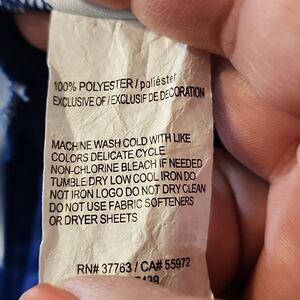 100% POLYESTER / poliéster
EXCLUSIVE OF / EXCLUSIF DE DECORATION
MACHINE WASH COLD WITH LIKE
COLORS DELICATE CYCLE
NON-CHLORINE BLEACH IF NEEDED
TUMBLE DRY LOW COOL IRON DO
NOT IRON LOGO DO NOT DRY CLEAN
DO NOT USE FABRIC SOFTENERS
OR DRYER SHEETS
RN# 37763 / CA# 55972